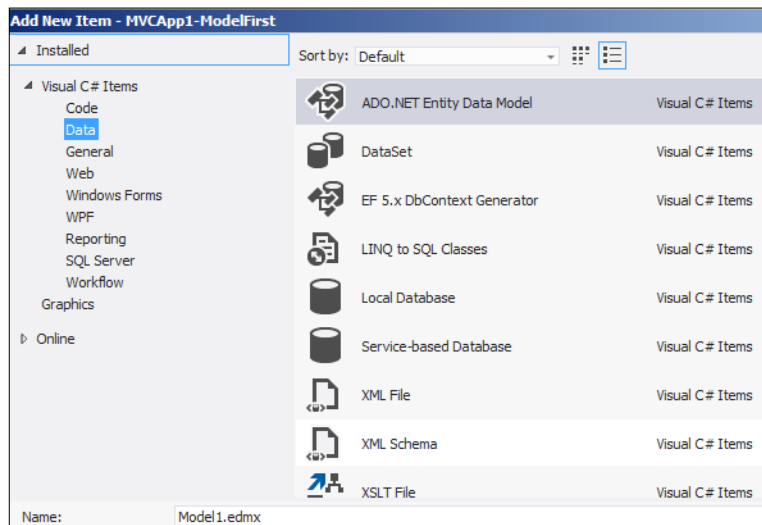 Add New Item - MVCApp1-ModelFirst
Installed
Sort by: Default
Visual C# Items
Code
Data
General
Web
Windows Forms
WPF
Reporting
SQL Server
Workflow
Graphics
Online
ADO.NET Entity Data Model Visual C# Items
DataSet Visual C# Items
EF 5.x DbContext Generator Visual C# Items
LINQ to SQL Classes Visual C# Items
Local Database Visual C# Items
Service-based Database Visual C# Items
XML File Visual C# Items
XML Schema Visual C# Items
XSLT File Visual C# Items
Name: Model1.edmx